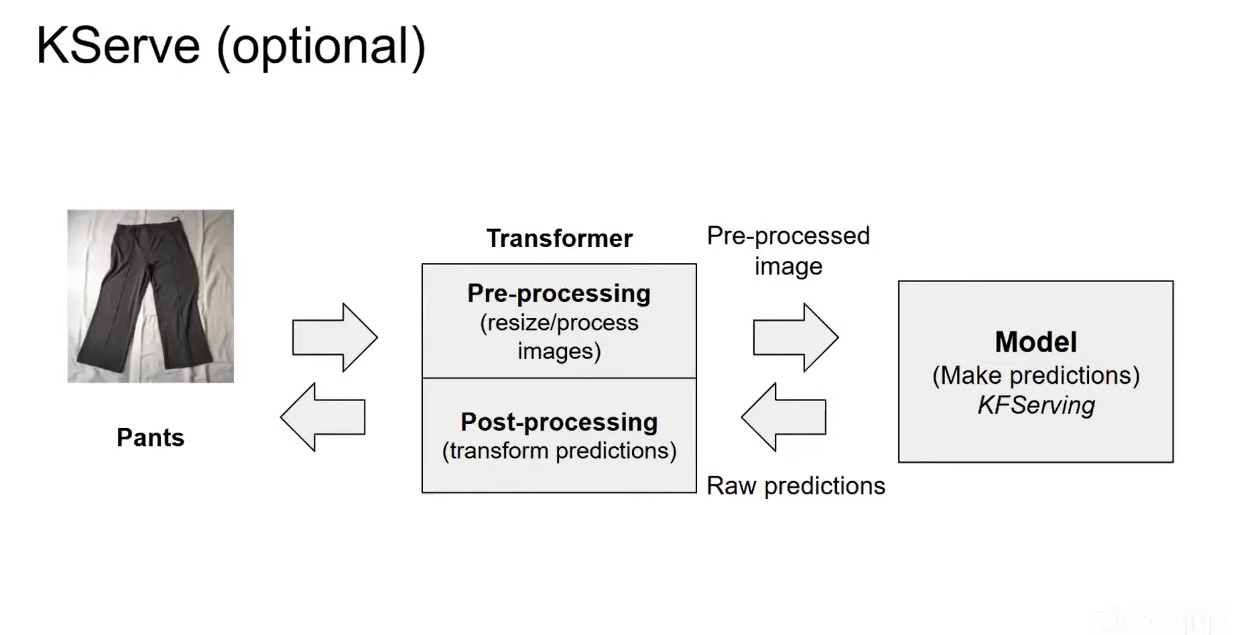 KServe (optional)
Transformer
Pre-processing
(resize/process
images)
Post-processing
(transform predictions)
Pre-processed
image
Raw predictions
Model
(Make predictions)
KFServing
Pants